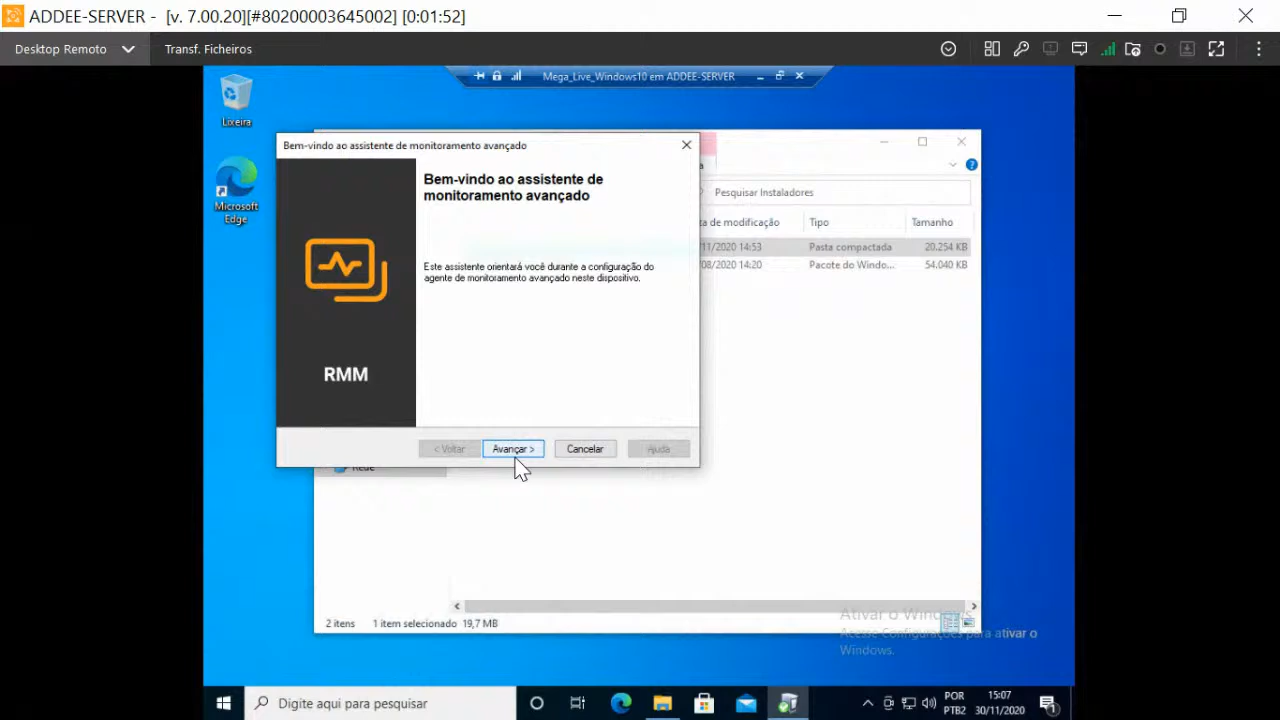 ADDEE-SERVER - [v. 7.00.20][#80200003645002] [0:01:52]
Desktop Remoto
Transf. Ficheiros
Mega_Live_Windows10 em ADDEE-SERVER
Lixeira
Microsoft
Edge
Bem-vindo ao assistente de monitoramento avançado
Bem-vindo ao assistente de
monitoramento avançado
Este assistente orientará você durante a configuração do
agente de monitoramento avançado neste dispositivo.
RMM
< Voltar
Avançar >
Cancelar
Ajuda
Pesquisar Instaladores
ta de modificação Tipo Tamanho
/11/2020 14:53 Pasta compactada 20.254 KB
/08/2020 14:20 Pacote do Windo... 54.040 KB
Rede
2 itens 1 item selecionado 19,7 MB
Ativar o Windows
Acesse Configurações para ativar o
Windows.
Digite aqui para pesquisar
POR
PTB2
15:07
30/11/2020
1